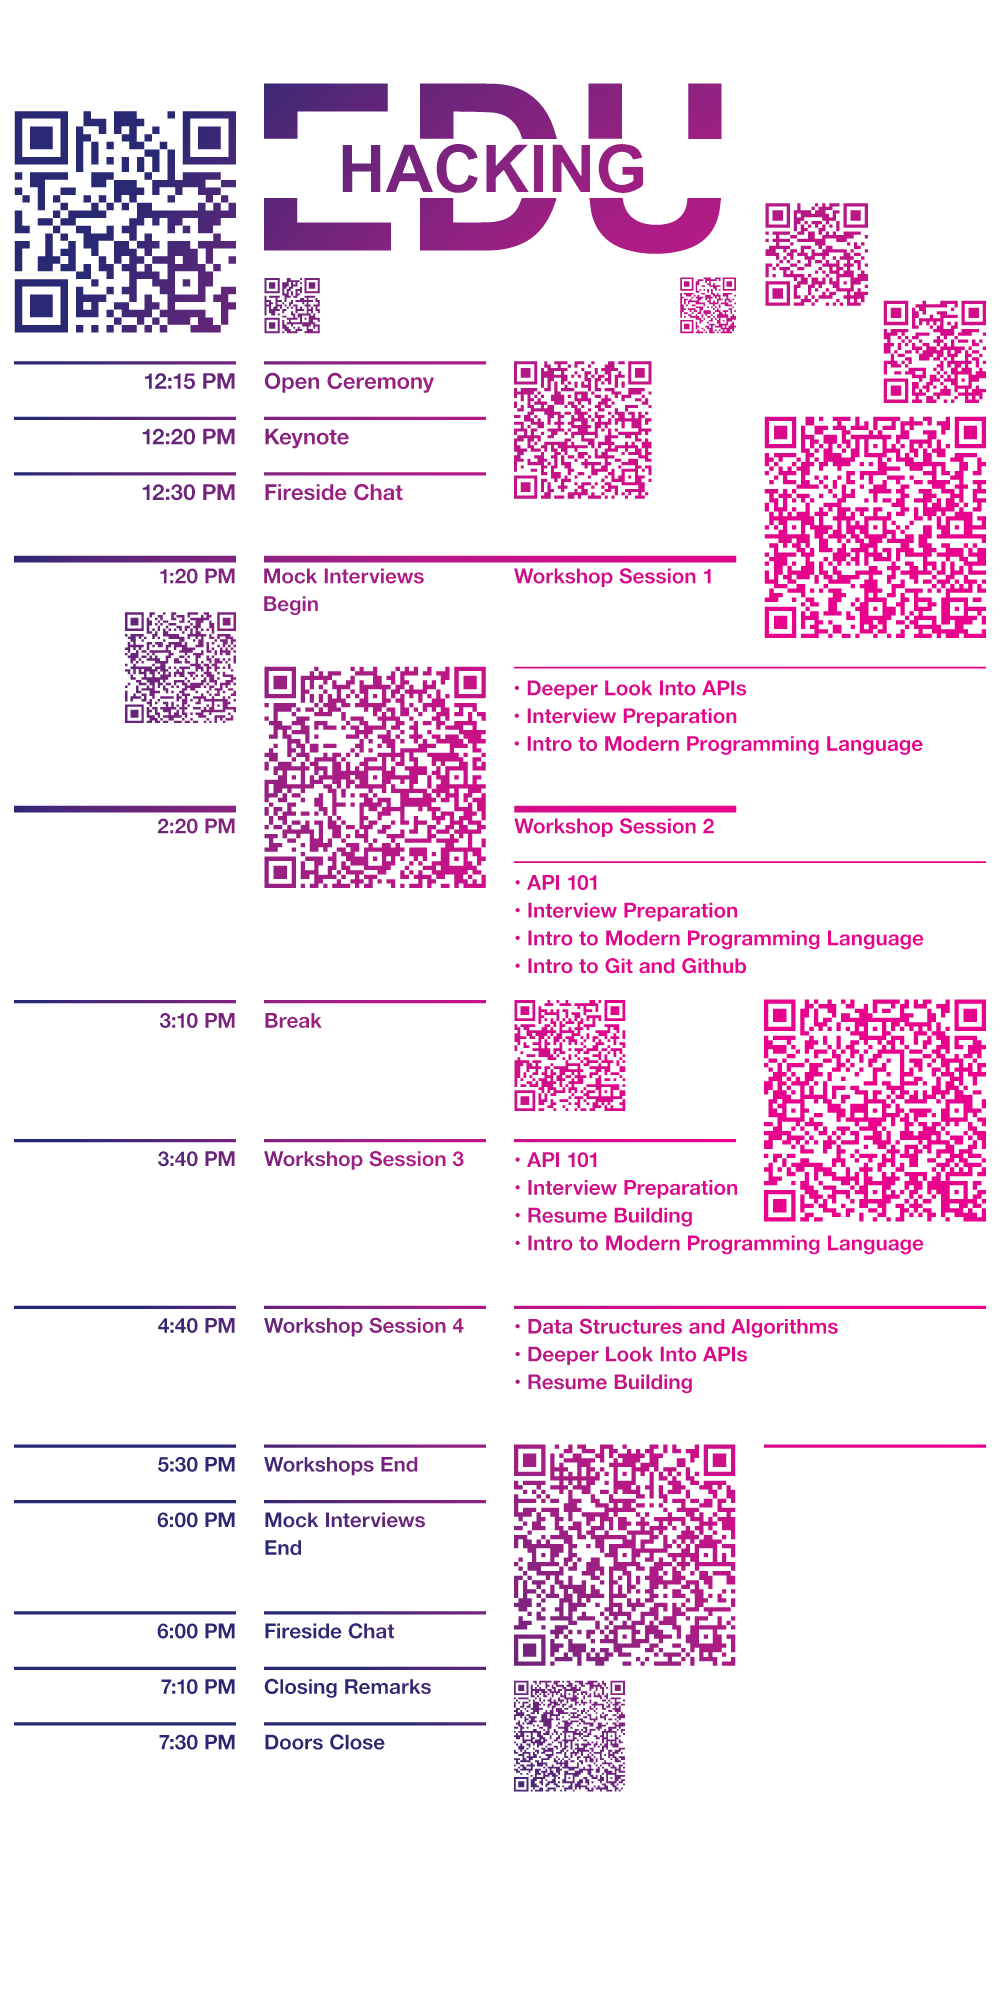 EDU
HACKING
12:15 PM Open Ceremony
12:20 PM Keynote
12:30 PM Fireside Chat
1:20 PM Mock Interviews Workshop Session 1
Begin
• Deeper Look Into APIs
• Interview Preparation
• Intro to Modern Programming Language
2:20 PM Workshop Session 2
• API 101
• Interview Preparation
• Intro to Modern Programming Language
• Intro to Git and Github
3:10 PM Break
3:40 PM Workshop Session 3 • API 101
• Interview Preparation
• Resume Building
• Intro to Modern Programming Language
4:40 PM Workshop Session 4 • Data Structures and Algorithms
• Deeper Look Into APIs
• Resume Building
5:30 PM Workshops End
6:00 PM Mock Interviews
End
6:00 PM Fireside Chat
7:10 PM Closing Remarks
7:30 PM Doors Close